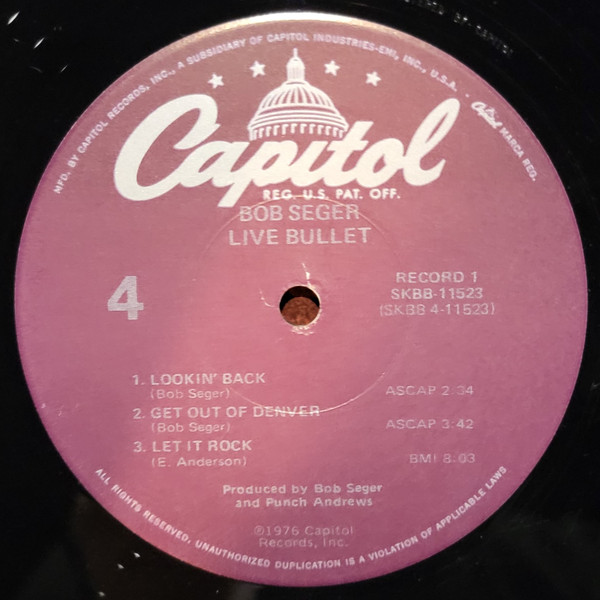 MFD. BY CAPITOL RECORDS, INC., A SUBSIDIARY OF CAPITOL INDUSTRIES-EMI, INC., U.S.A. · Capitol MARCA REG.
Capitol
REG. U.S. PAT. OFF.
BOB SEGER
LIVE BULLET
4
RECORD 1
SKBB-11523
(SKBB 4-11523)
1. LOOKIN' BACK
(Bob Seger) ASCAP 2:34
2. GET OUT OF DENVER
(Bob Seger) ASCAP 3:42
3. LET IT ROCK
(E. Anderson) BMI 8:03
Produced by Bob Seger
and Punch Andrews
℗1976 Capitol
Records, Inc.
ALL RIGHTS RESERVED. UNAUTHORIZED DUPLICATION IS A VIOLATION OF APPLICABLE LAWS